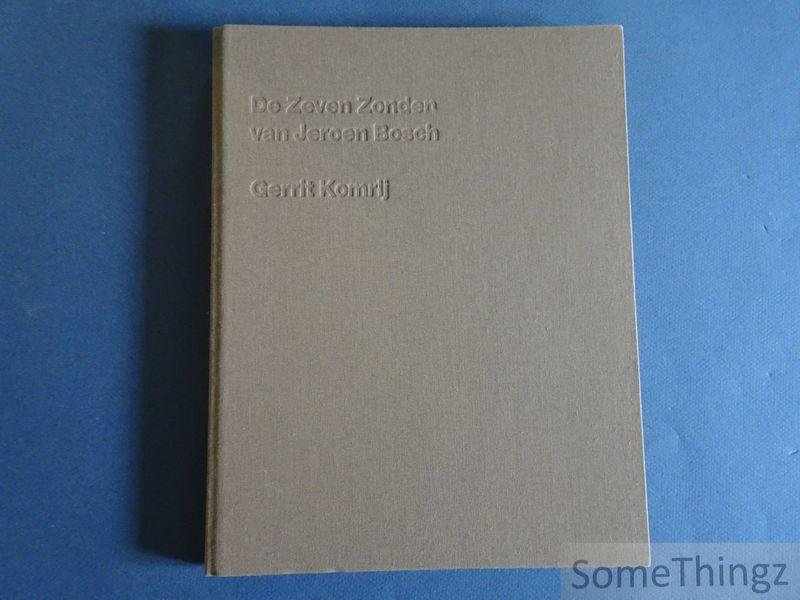 De Zeven Zonden
van Jeroen Bosch
Gerrit Komrij
SomeThingz